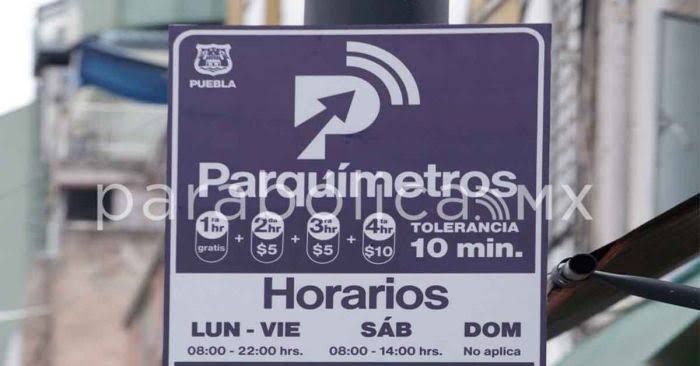 PUEBLA
Parquímetros
parabólica.mx
1ra hr gratis + 2da hr $5 + 3ra hr $5 + 4ta hr $10
TOLERANCIA
10 min.
Horarios
LUN - VIE SÁB DOM
08:00 - 22:00 hrs. 08:00 - 14:00 hrs. No aplica